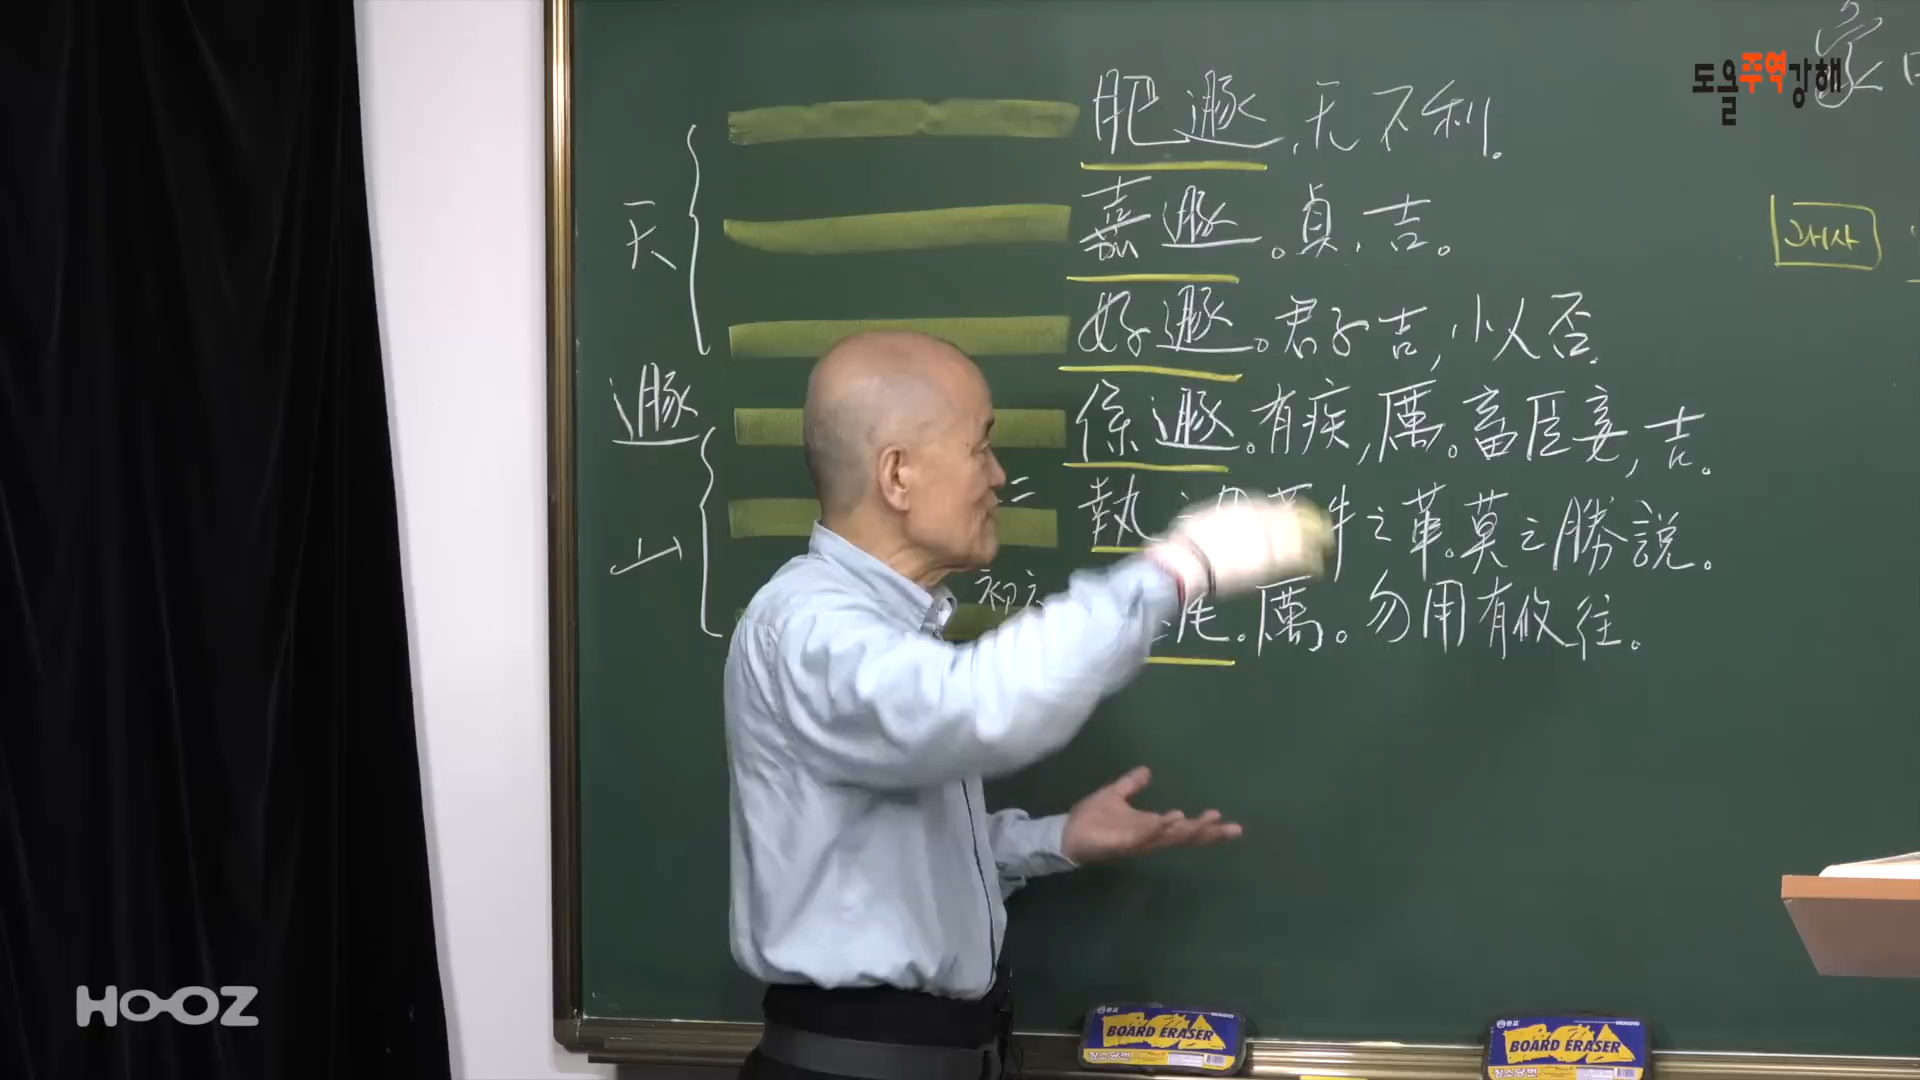 도올주역강해
肥遯,无不利.
嘉遯。貞,吉。
天
괘사
好遯。君子吉,小人否.
遯
係遯。有疾,厲。畜臣妾,吉。
二
執 牛之革。莫之勝說。
山
初六
尾。厲。勿用有攸往。
HOOZ
BOARD ERASER
BOARD ERASER